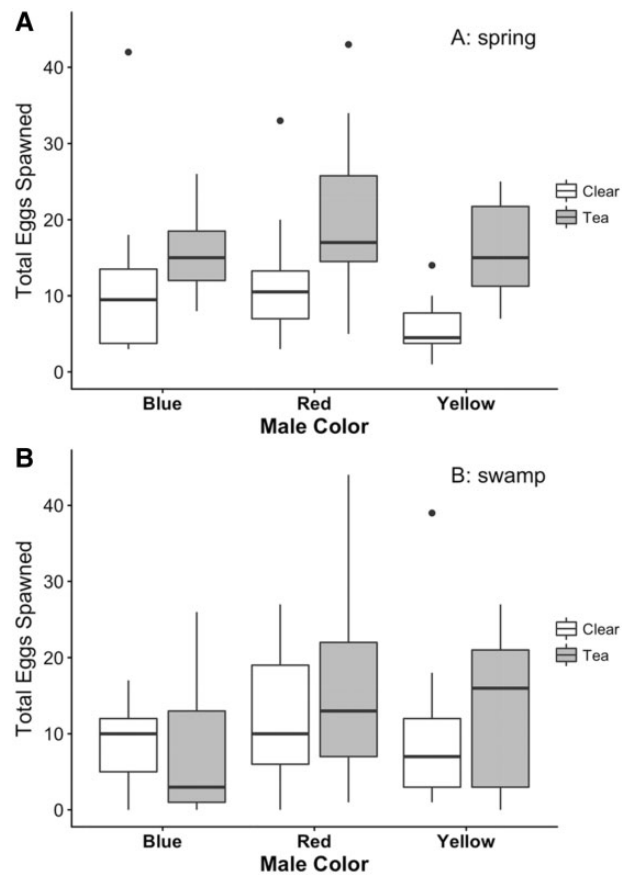 A
A: spring
Total Eggs Spawned
40
30
20
10
0
Clear
Tea
Blue Red Yellow
Male Color
B
B: swamp
Total Eggs Spawned
40
30
20
10
0
Clear
Tea
Blue Red Yellow
Male Color